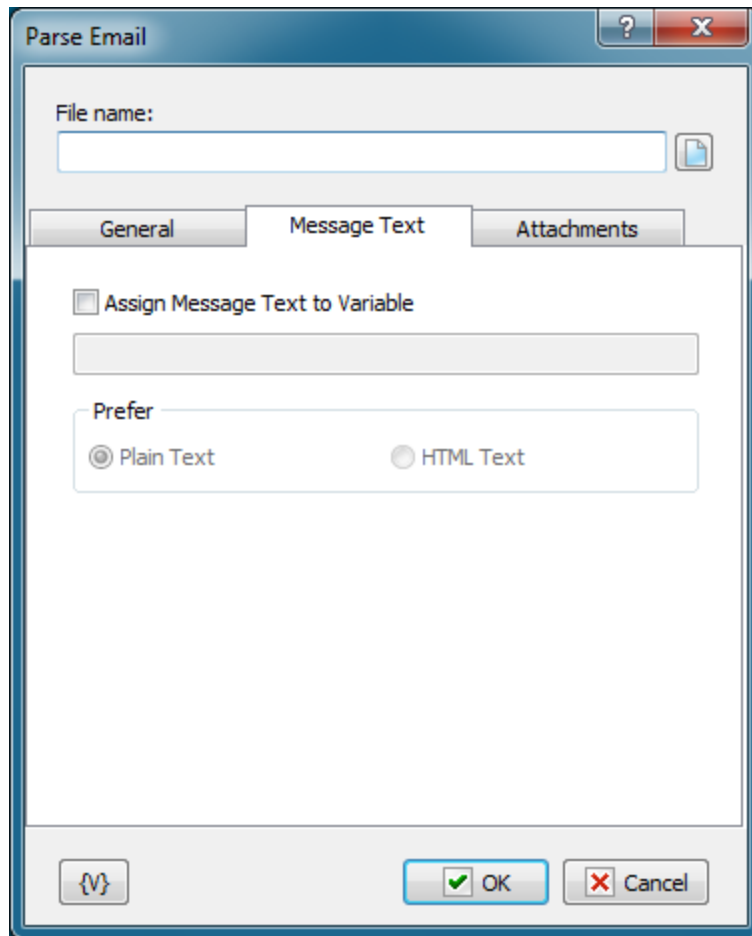 Parse Email
?
X
File name:
General Message Text Attachments
Assign Message Text to Variable
Prefer
Plain Text HTML Text
{V} OK Cancel